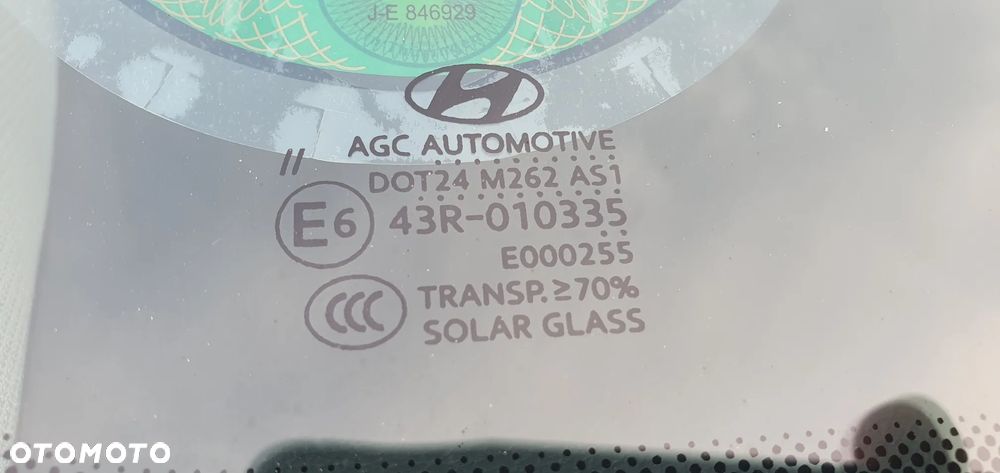 J-E 846929
AGC AUTOMOTIVE
// DOT24 M262 AS1
E6 43R-010335
E000255
CCC TRANSP.≥70%
SOLAR GLASS
OTOMOTO